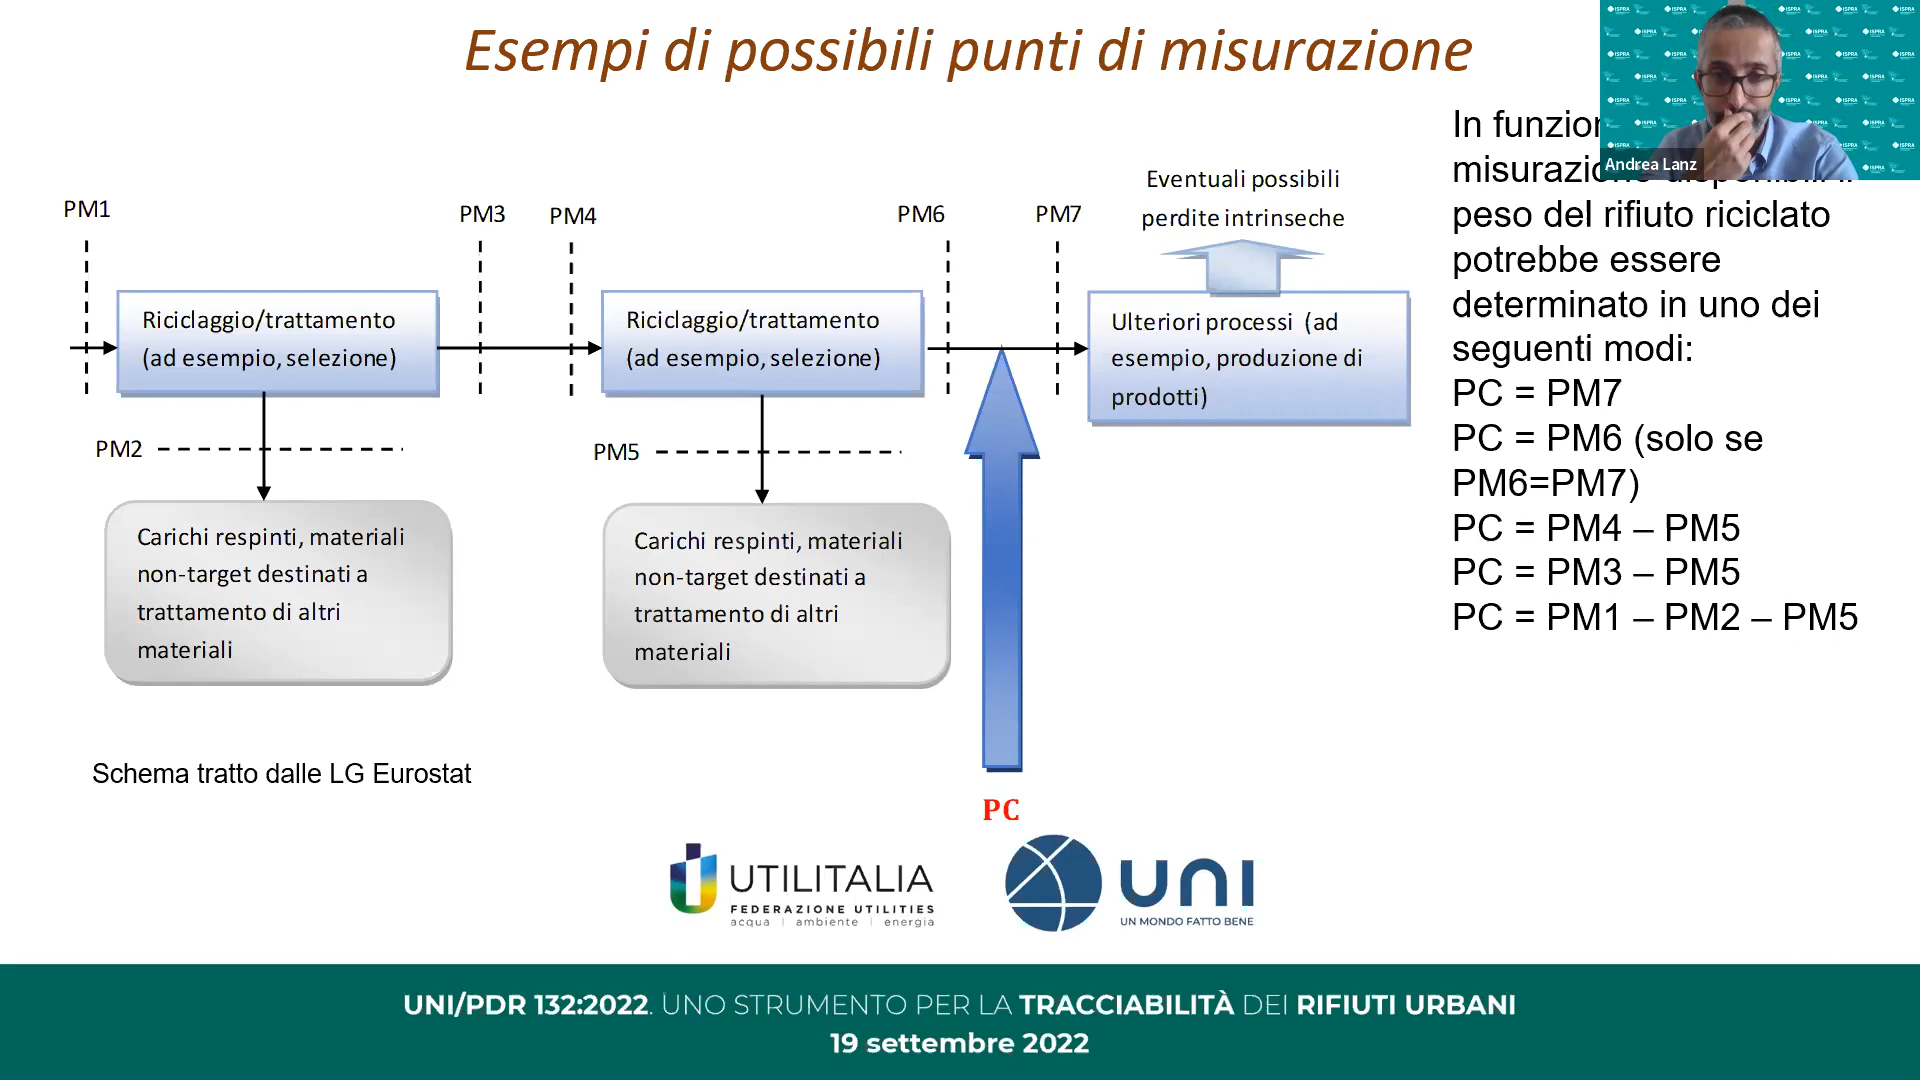 Esempi di possibili punti di misurazione
In
misurazione
peso del rifiuto riciclato
potrebbe essere
determinato in uno dei
seguenti modi:
PC = PM7
PC = PM6 (solo se
PM6=PM7)
PC = PM4 – PM5
PC = PM3 – PM5
PC = PM1 – PM2 – PM5
Andrea Lanz
PM1
PM3
PM4
PM6
PM7
Eventuali possibili
perdite intrinseche
Riciclaggio/trattamento
(ad esempio, selezione)
Riciclaggio/trattamento
(ad esempio, selezione)
Ulteriori processi (ad
esempio, produzione di
prodotti)
PM2
PM5
Carichi respinti, materiali
non-target destinati a
trattamento di altri
materiali
Carichi respinti, materiali
non-target destinati a
trattamento di altri
materiali
Schema tratto dalle LG Eurostat
PC
UTILITALIA
FEDERAZIONE UTILITIES
acqua | ambiente | energia
UNI
UN MONDO FATTO BENE
UNI/PDR 132:2022. UNO STRUMENTO PER LA TRACCIABILITÀ DEI RIFIUTI URBANI
19 settembre 2022